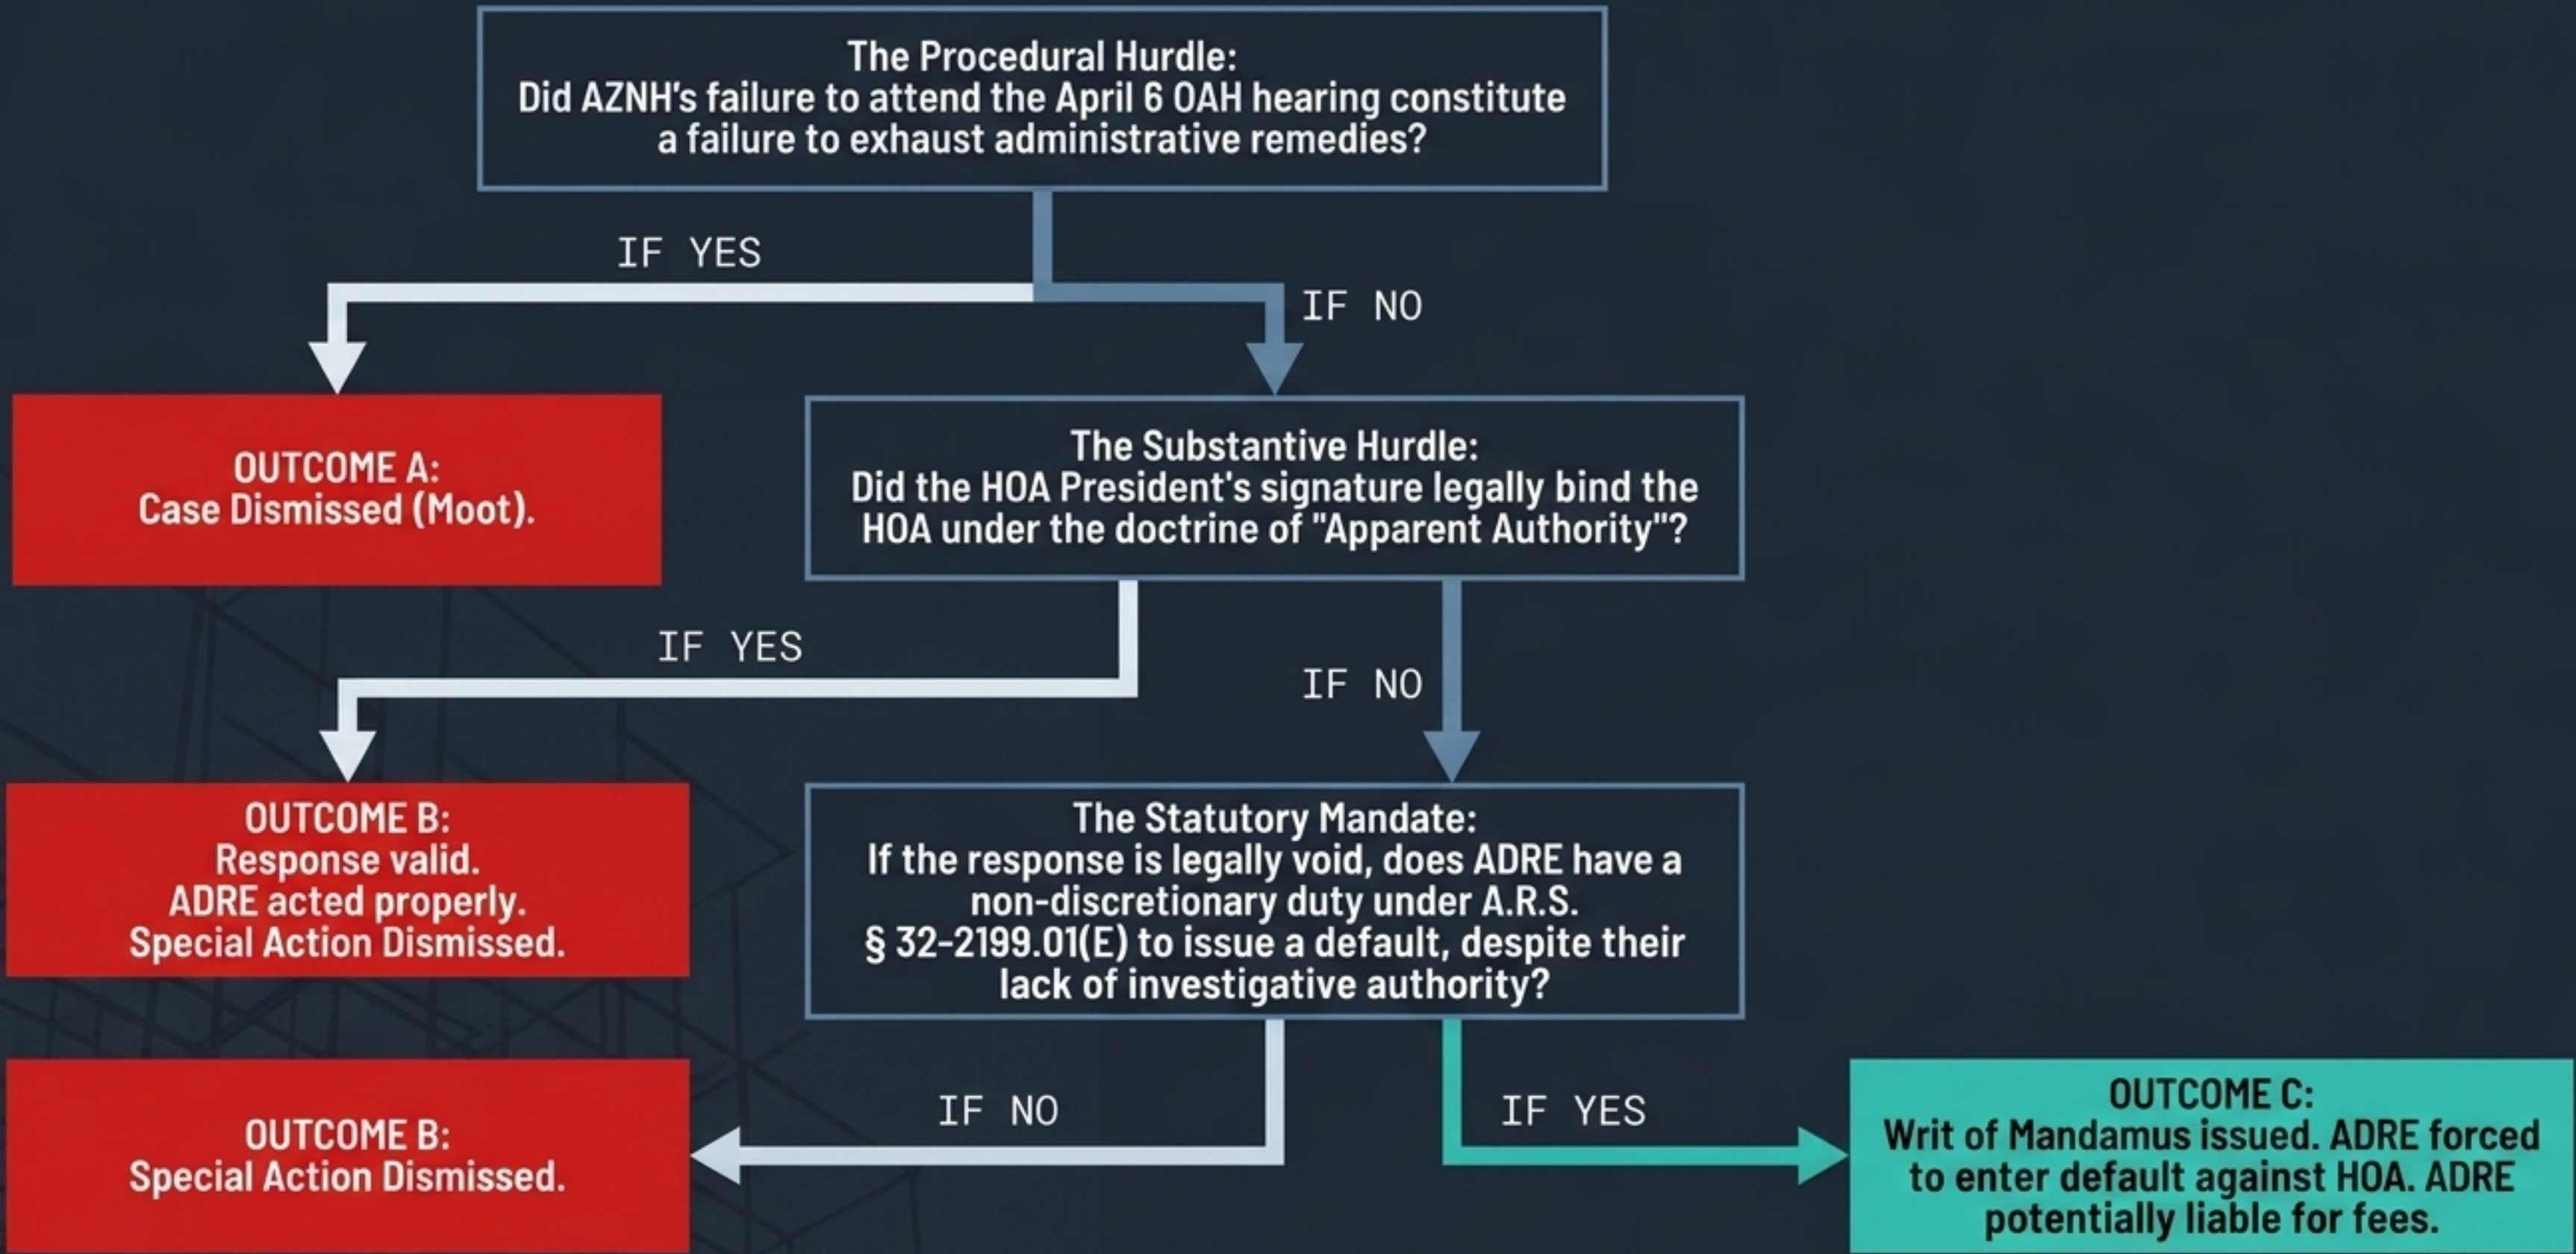 The Procedural Hurdle:
Did AZNH's failure to attend the April 6 OAH hearing constitute
a failure to exhaust administrative remedies?
IF YES
IF NO
OUTCOME A:
Case Dismissed (Moot).
The Substantive Hurdle:
Did the HOA President's signature legally bind the
HOA under the doctrine of "Apparent Authority"?
IF YES
IF NO
OUTCOME B:
Response valid.
ADRE acted properly.
Special Action Dismissed.
The Statutory Mandate:
If the response is legally void, does ADRE have a
non-discretionary duty under A.R.S.
§ 32-2199.01(E) to issue a default, despite their
lack of investigative authority?
IF NO
IF YES
OUTCOME B:
Special Action Dismissed.
OUTCOME C:
Writ of Mandamus issued. ADRE forced
to enter default against HOA. ADRE
potentially liable for fees.